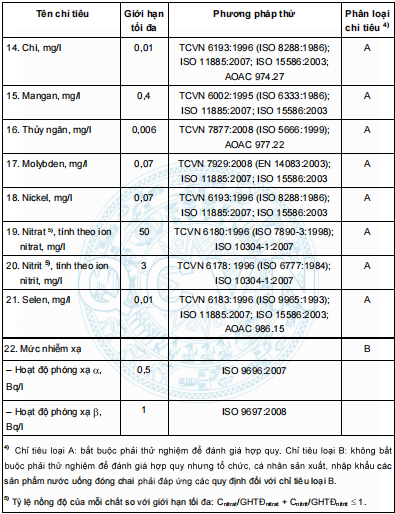 Tên chỉ tiêu Giới hạn tối đa Phương pháp thử Phân loại chỉ tiêu 4)
14. Chì, mg/l 0,01 TCVN 6193:1996 (ISO 8288:1986); A
ISO 11885:2007; ISO 15586:2003;
AOAC 974.27
15. Mangan, mg/l 0,4 TCVN 6002:1995 (ISO 6333:1986); A
ISO 11885:2007; ISO 15586:2003
16. Thủy ngân, mg/l 0,006 TCVN 7877:2008 (ISO 5666:1999); A
AOAC 977.22
17. Molybden, mg/l 0,07 TCVN 7929:2008 (EN 14083:2003); A
ISO 11885:2007; ISO 15586:2003
18. Nickel, mg/l 0,07 TCVN 6193:1996 (ISO 8288:1986); A
ISO 11885:2007; ISO 15586:2003
19. Nitrat 5), tính theo ion 50 TCVN 6180:1996 (ISO 7890-3:1998); A
nitrat, mg/l ISO 10304-1:2007
20. Nitrit 5), tính theo ion 3 TCVN 6178: 1996 (ISO 6777:1984); A
nitrit, mg/l ISO 10304-1:2007
21. Selen, mg/l 0,01 TCVN 6183:1996 (ISO 9965:1993); A
ISO 11885:2007; ISO 15586:2003;
AOAC 986.15
22. Mức nhiễm xạ B
– Hoạt độ phóng xạ α, 0,5 ISO 9696:2007
Bq/l
– Hoạt độ phóng xạ β, 1 ISO 9697:2008
Bq/l
4) Chỉ tiêu loại A: bắt buộc phải thử nghiệm để đánh giá hợp quy. Chỉ tiêu loại B: không bắt
buộc phải thử nghiệm để đánh giá hợp quy nhưng tổ chức, cá nhân sản xuất, nhập khẩu các
sản phẩm nước uống đóng chai phải đáp ứng các quy định đối với chỉ tiêu loại B.
5) Tỷ lệ nồng độ của mỗi chất so với giới hạn tối đa: Cnitrat/GHTĐnitrat + Cnitrit/GHTĐnitrit ≤ 1.